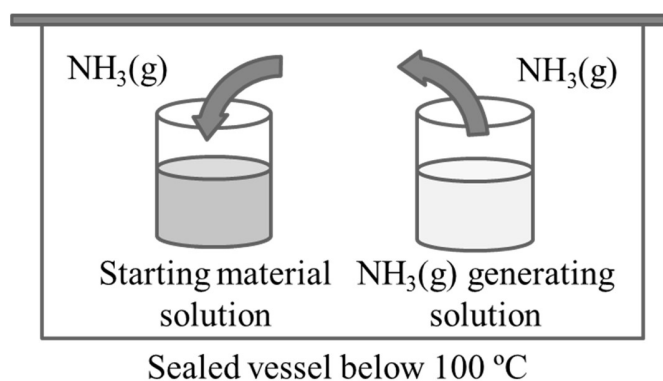 NH₃(g)
NH₃(g)
Starting material
solution
NH₃(g) generating
solution
Sealed vessel below 100 ºC